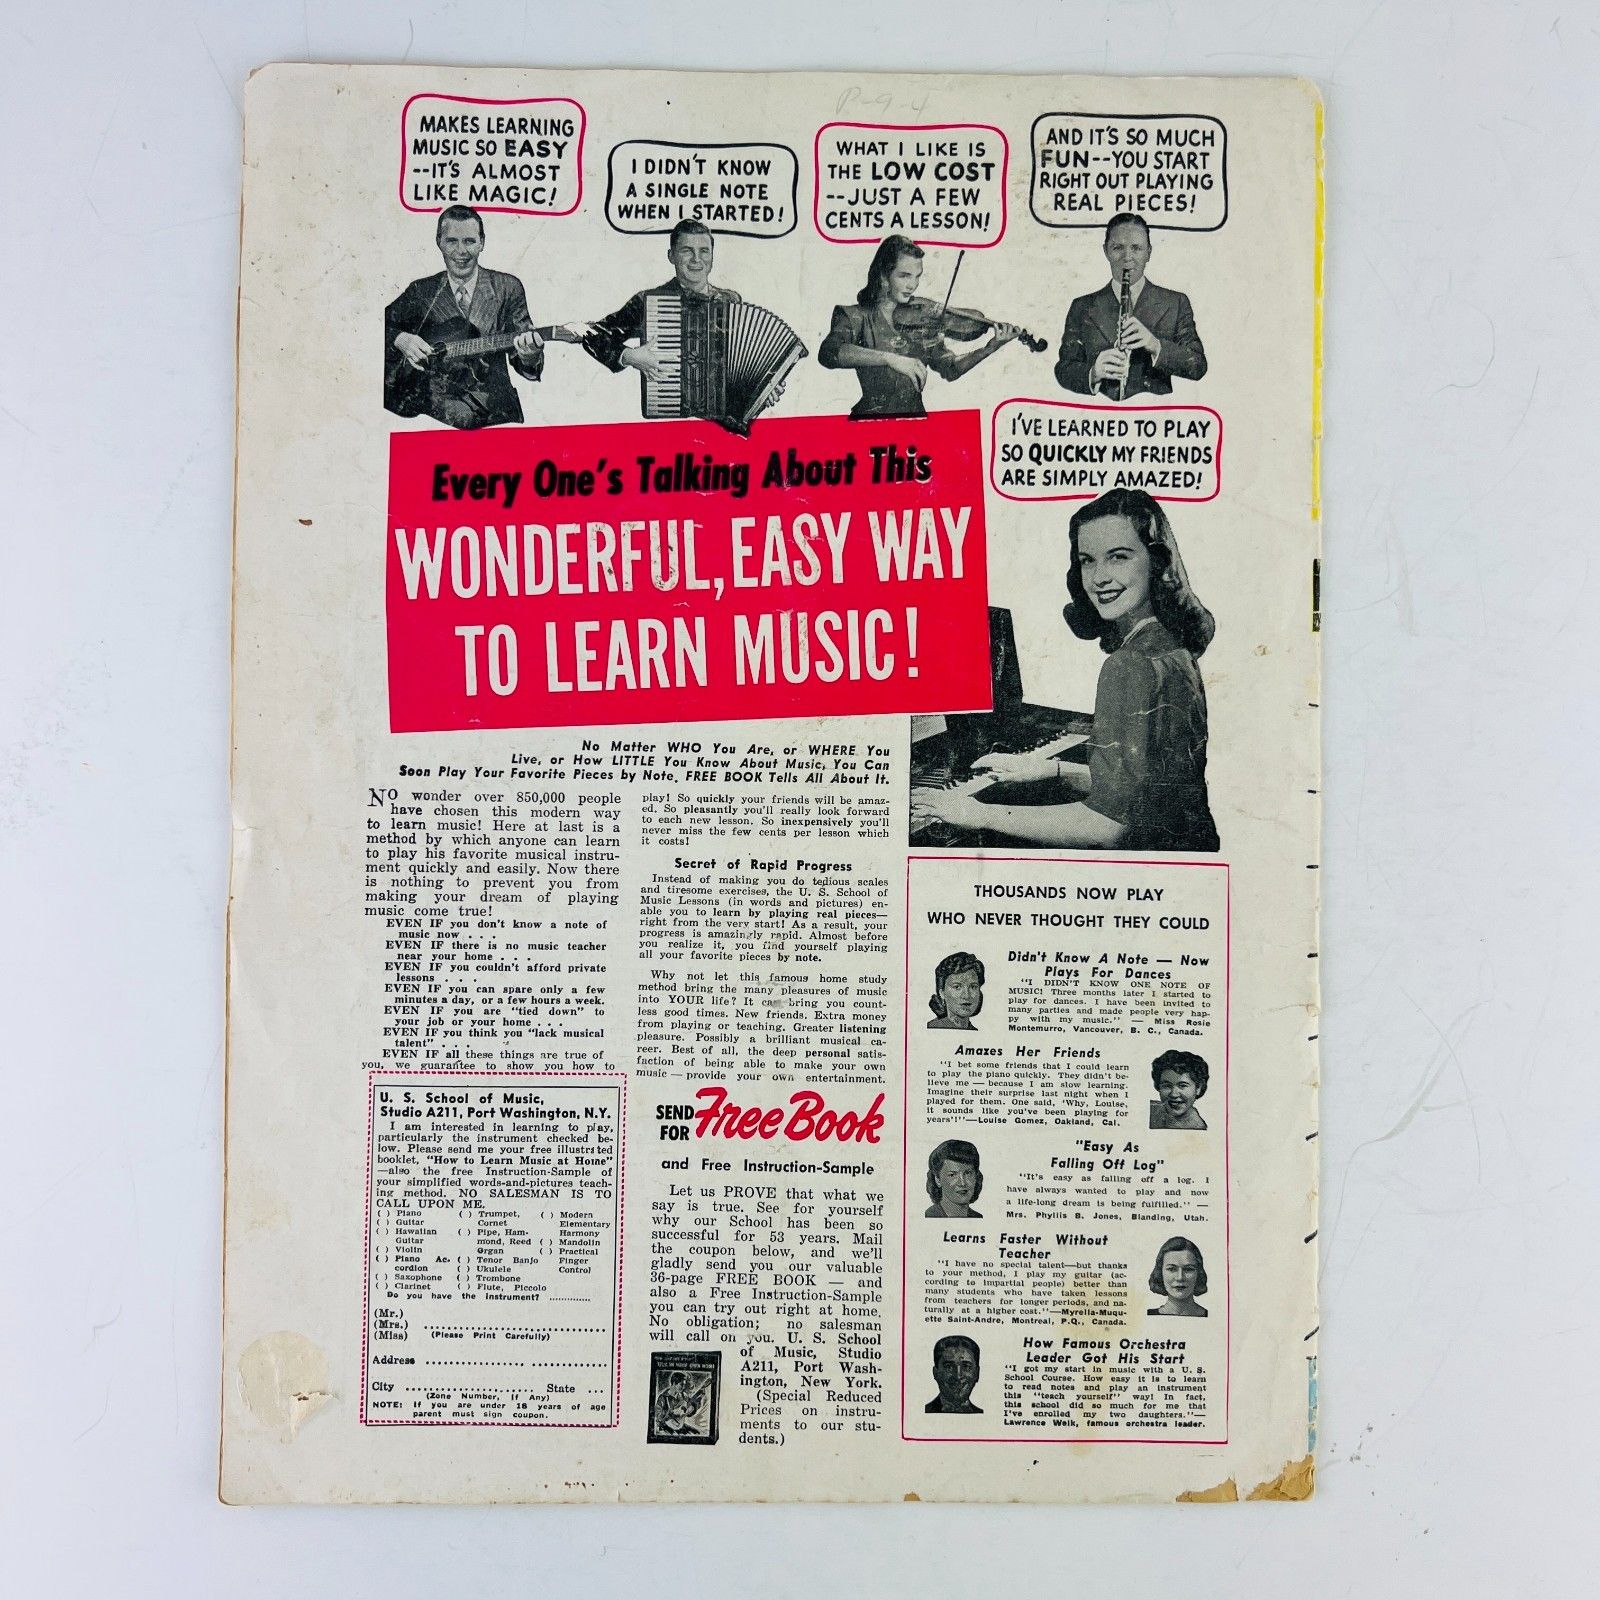 P-9-4
MAKES LEARNING
MUSIC SO EASY
--IT'S ALMOST
LIKE MAGIC!
I DIDN'T KNOW
A SINGLE NOTE
WHEN I STARTED!
WHAT I LIKE IS
THE LOW COST
--JUST A FEW
CENTS A LESSON!
AND IT'S SO MUCH
FUN--YOU START
RIGHT OUT PLAYING
REAL PIECES!
I'VE LEARNED TO PLAY
SO QUICKLY MY FRIENDS
ARE SIMPLY AMAZED!
Every One's Talking About This
WONDERFUL, EASY WAY
TO LEARN MUSIC!
No Matter WHO You Are, or WHERE You
Live, or How LITTLE You Know About Music, You Can
Soon Play Your Favorite Pieces by Note. FREE BOOK Tells All About It.
NO wonder over 850,000 people
have chosen this modern way
to learn music! Here at last is a
method by which anyone can learn
to play his favorite musical instru-
ment quickly and easily. Now there
is nothing to prevent you from
making your dream of playing
music come true!
EVEN IF you don't know a note of
music now . . .
EVEN IF there is no music teacher
near your home . . .
EVEN IF you couldn't afford private
lessons . . .
EVEN IF you can spare only a few
minutes a day, or a few hours a week.
EVEN IF you are "tied down" to
your job or your home . . .
EVEN IF you think you "lack musical
talent" . . .
EVEN IF all these things are true of
you, we guarantee to show you how to
play! So quickly your friends will be amaz-
ed. So pleasantly you'll really look forward
to each new lesson. So inexpensively you'll
never miss the few cents per lesson which
it costs!
Secret of Rapid Progress
Instead of making you do tedious scales
and tiresome exercises, the U. S. School of
Music Lessons (in words and pictures) en-
able you to learn by playing real pieces—
right from the very start! As a result, your
progress is amazingly rapid. Almost before
you realize it, you find yourself playing
all your favorite pieces by note.
Why not let this famous home study
method bring the many pleasures of music
into YOUR life? It can bring you count-
less good times. New friends. Extra money
from playing or teaching. Greater listening
pleasure. Possibly a brilliant musical ca-
reer. Best of all, the deep personal satis-
faction of being able to make your own
music — provide your own entertainment.
SEND
FOR Free Book
and Free Instruction-Sample
Let us PROVE that what we
say is true. See for yourself
why our School has been so
successful for 53 years. Mail
the coupon below, and we'll
gladly send you our valuable
36-page FREE BOOK — and
also a Free Instruction-Sample
you can try out right at home.
No obligation; no salesman
will call on you. U. S. School
of Music, Studio
A211, Port Wash-
ington, New York.
(Special Reduced
Prices on instru-
ments to our stu-
dents.)
U. S. School of Music,
Studio A211, Port Washington, N.Y.
I am interested in learning to play,
particularly the instrument checked be-
low. Please send me your free illustrated
booklet, "How to Learn Music at Home"
—also the free Instruction-Sample of
your simplified words-and-pictures teach-
ing method. NO SALESMAN IS TO
CALL UPON ME.
( ) Piano
( ) Guitar
( ) Hawaiian
Guitar
( ) Violin
( ) Piano Ac-
cordion
( ) Saxophone
( ) Clarinet
( ) Trumpet,
Cornet
( ) Pipe, Ham-
mond, Reed
Organ
( ) Tenor Banjo
( ) Ukulele
( ) Trombone
( ) Flute, Piccolo
( ) Modern
Elementary
Harmony
( ) Mandolin
( ) Practical
Finger
Control
Do you have the instrument? ............
(Mr.)
(Mrs.)
(Miss) (Please Print Carefully)
Address
City State ...
(Zone Number, If Any)
NOTE: If you are under 18 years of age
parent must sign coupon.
THOUSANDS NOW PLAY
WHO NEVER THOUGHT THEY COULD
Didn't Know A Note — Now
Plays For Dances
"I DIDN'T KNOW ONE NOTE OF
MUSIC! Three months later I started to
play for dances. I have been invited to
many parties and made people very hap-
py with my music." — Miss Rosie
Montemurro, Vancouver, B. C., Canada.
Amazes Her Friends
"I bet some friends that I could learn
to play the piano quickly. They didn't be-
lieve me — because I am slow learning.
Imagine their surprise last night when I
played for them. One said, 'Why, Louise,
it sounds like you've been playing for
years'!"—Louise Gomez, Oakland, Cal.
"Easy As
Falling Off Log"
"It's easy as falling off a log. I
have always wanted to play and now
a life-long dream is being fulfilled." —
Mrs. Phyllis B. Jones, Blanding, Utah.
Learns Faster Without
Teacher
"I have no special talent—but thanks
to your method, I play my guitar (ac-
cording to impartial people) better than
many students who have taken lessons
from teachers for longer periods, and na-
turally at a higher cost."—Myrella-Muqu-
ette Saint-Andre, Montreal, P.Q., Canada.
How Famous Orchestra
Leader Got His Start
"I got my start in music with a U. S.
School Course. How easy it is to learn
to read notes and play an instrument
this "teach yourself" way! In fact,
this school did so much for me that
I've enrolled my two daughters."—
Lawrence Welk, famous orchestra leader.